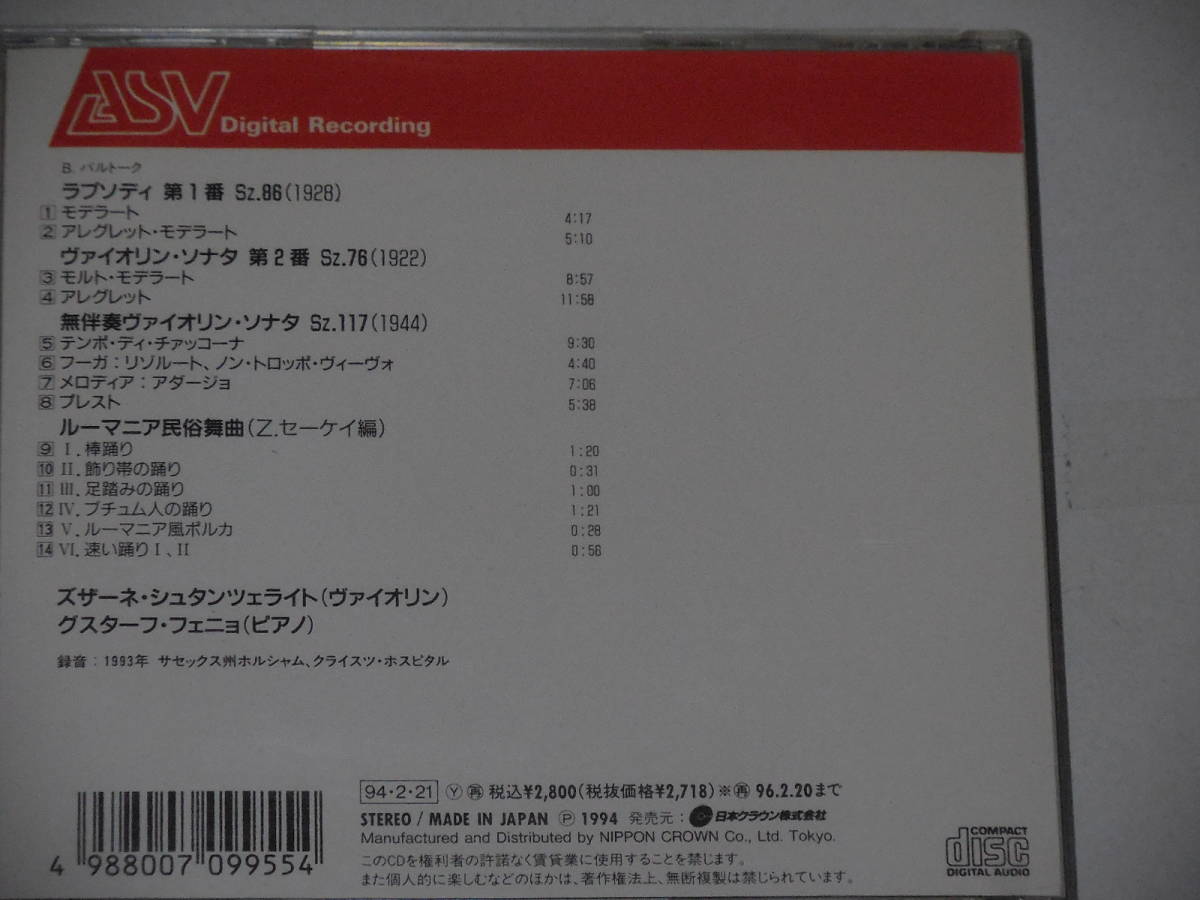 ASV Digital Recording
B. バルトーク
ラプソディ 第1番 Sz.86(1928)
1 モデラート 4:17
2 アレグレット・モデラート 5:10
ヴァイオリン・ソナタ 第2番 Sz.76(1922)
3 モルト・モデラート 8:57
4 アレグレット 11:58
無伴奏ヴァイオリン・ソナタ Sz.117(1944)
5 テンポ・ディ・チャッコーナ 9:30
6 フーガ:リゾルート、ノン・トロッポ・ヴィーヴォ 4:40
7 メロディア:アダージョ 7:06
8 プレスト 5:38
ルーマニア民俗舞曲(Z.セーケイ編)
9 I.棒踊り 1:20
10 II.飾り帯の踊り 0:31
11 III.足踏みの踊り 1:00
12 IV.ブチュム人の踊り 1:21
13 V.ルーマニア風ポルカ 0:28
14 VI.速い踊りI、II 0:56
ズザーネ・シュタンツェライト(ヴァイオリン)
グスターフ・フェニョ(ピアノ)
録音:1993年 サセックス州ホルシャム、クライスツ・ホスピタル
94・2・21 Ⓨ ㊢ 税込¥2,800(税抜価格¥2,718)※再 96.2.20まで
STEREO / MADE IN JAPAN Ⓟ 1994 発売元: 日本クラウン株式会社
Manufactured and Distributed by NIPPON CROWN Co., Ltd. Tokyo.
このCDを権利者の許諾なく賃貸業に使用することを禁じます。
また個人的に楽しむなどのほかは、著作権法上、無断複製は禁じられています。
4 988007 099554
COMPACT
disc
DIGITAL AUDIO